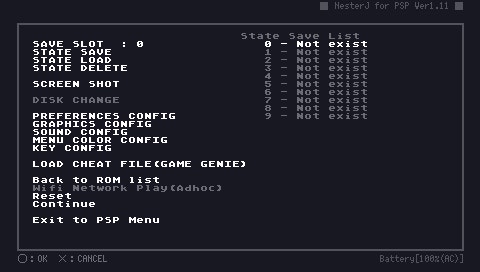 NesterJ for PSP Ver1.11
State Save List
SAVE SLOT : 0
0 - Not exist
STATE SAVE
1 - Not exist
STATE LOAD
2 - Not exist
STATE DELETE
3 - Not exist
4 - Not exist
SCREEN SHOT
5 - Not exist
6 - Not exist
DISK CHANGE
7 - Not exist
8 - Not exist
PREFERENCES CONFIG
9 - Not exist
GRAPHICS CONFIG
SOUND CONFIG
MENU COLOR CONFIG
KEY CONFIG
LOAD CHEAT FILE(GAME GENIE)
Back to ROM list
Wifi Network Play(Adhoc)
Reset
Continue
Exit to PSP Menu
◯:OK ╳:CANCEL
Battery[100%(AC)]